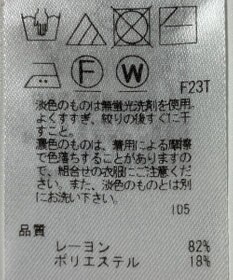 F W
F23T
淡色のものは無蛍光洗剤を使用。
よくすすぎ、絞りの後すぐに干
すこと。
濃色のものは、着用による摩擦
で色落ちすることがありますの
で、組合せの衣服にご注意くだ
さい。また、淡色のものとは別
にお洗い下さい。
105
品質
レーヨン 82%
ポリエステル 18%